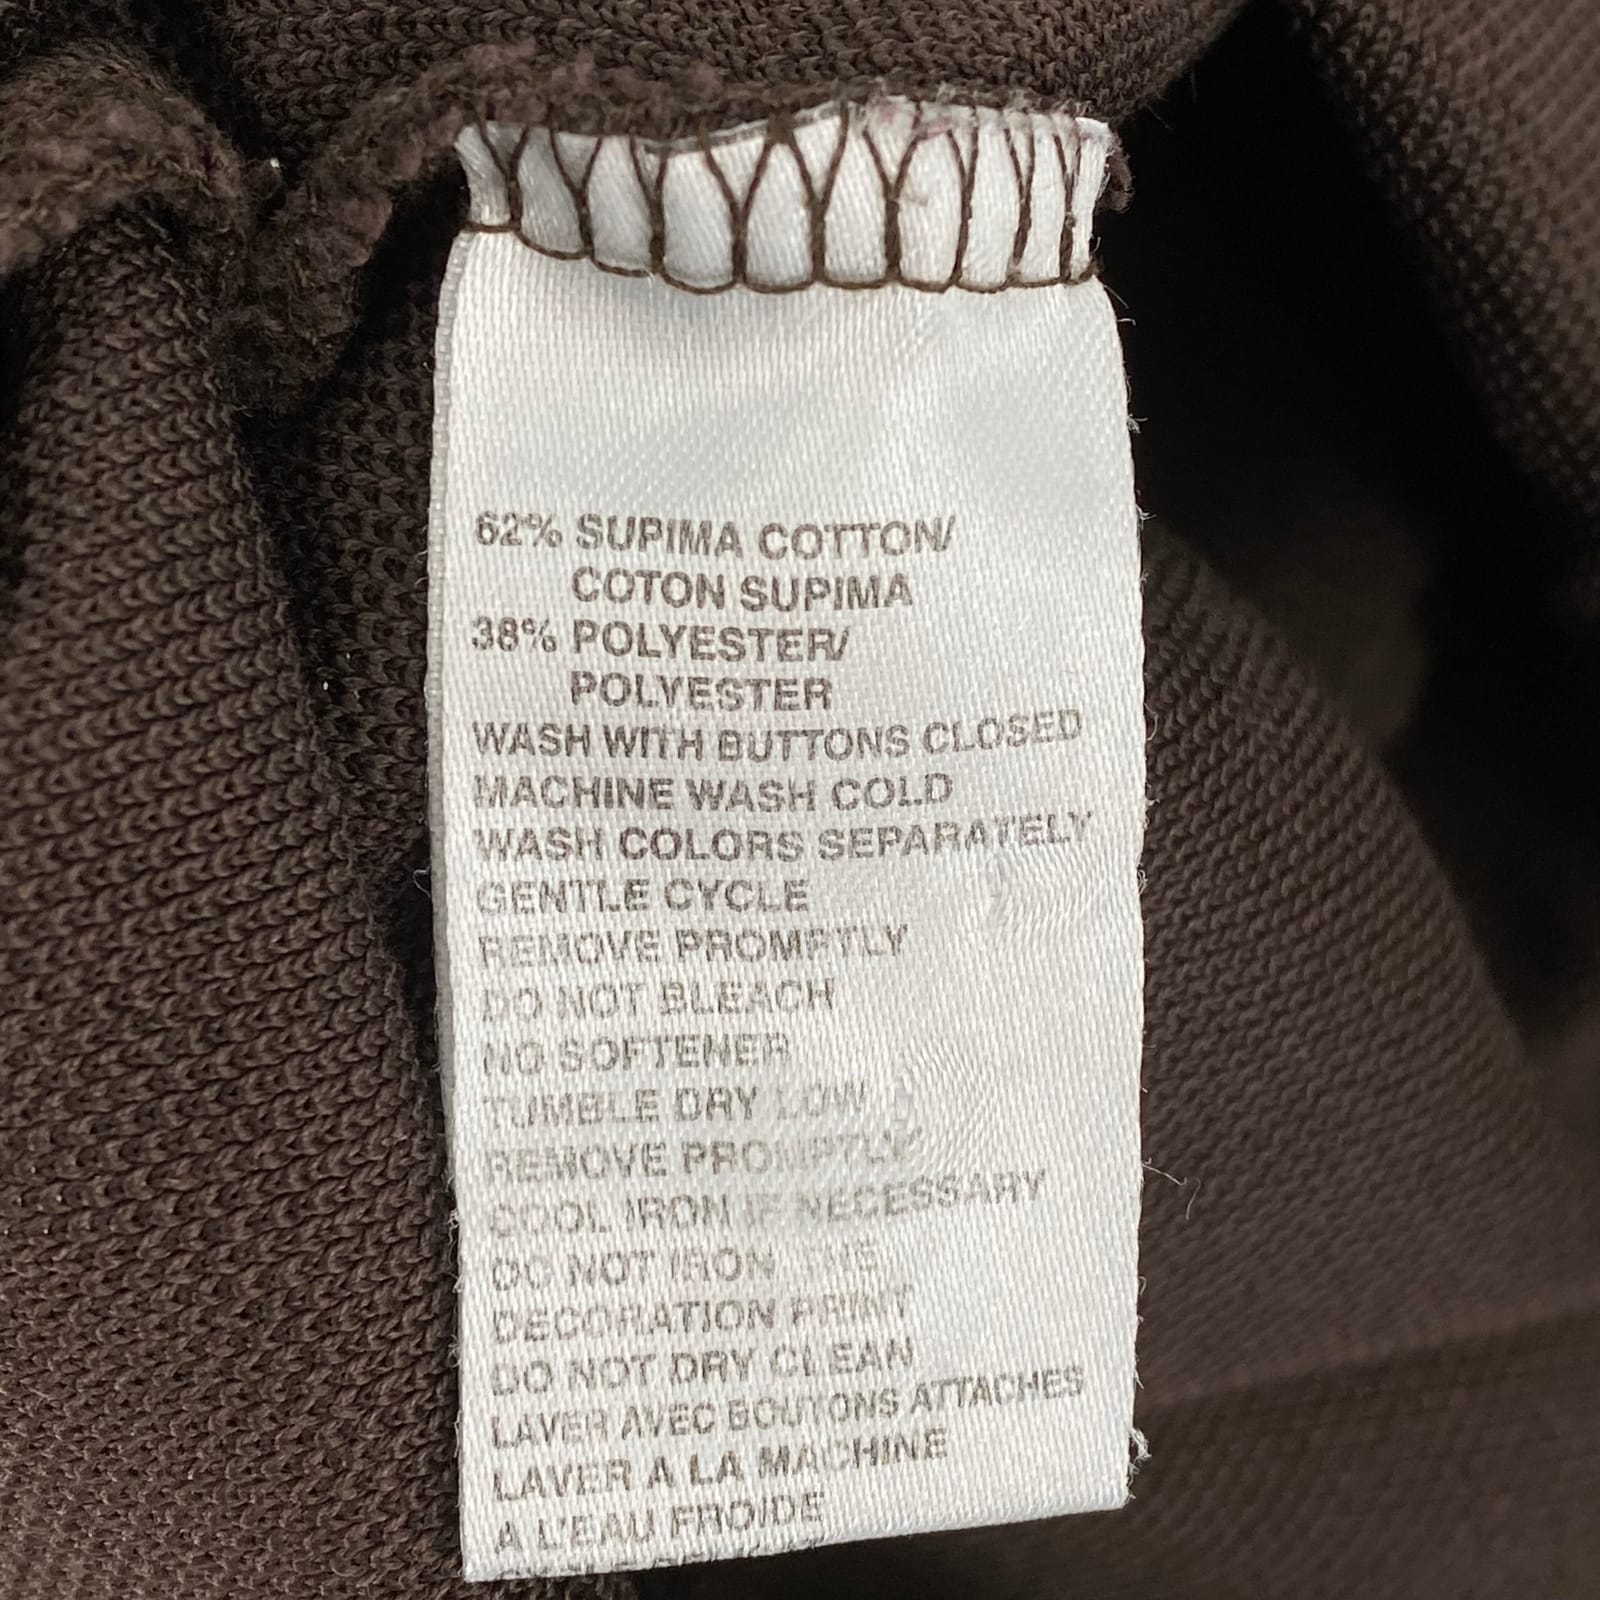 62% SUPIMA COTTON/
COTON SUPIMA
38% POLYESTER/
POLYESTER
WASH WITH BUTTONS CLOSED
MACHINE WASH COLD
WASH COLORS SEPARATELY
GENTLE CYCLE
REMOVE PROMPTLY
DO NOT BLEACH
NO SOFTENER
TUMBLE DRY LOW
REMOVE PROMPTLY
COOL IRON IF NECESSARY
DO NOT IRON THE
DECORATION PRINT
DO NOT DRY CLEAN
LAVER AVEC BOUTONS ATTACHES
LAVER A LA MACHINE
A L'EAU FROIDE